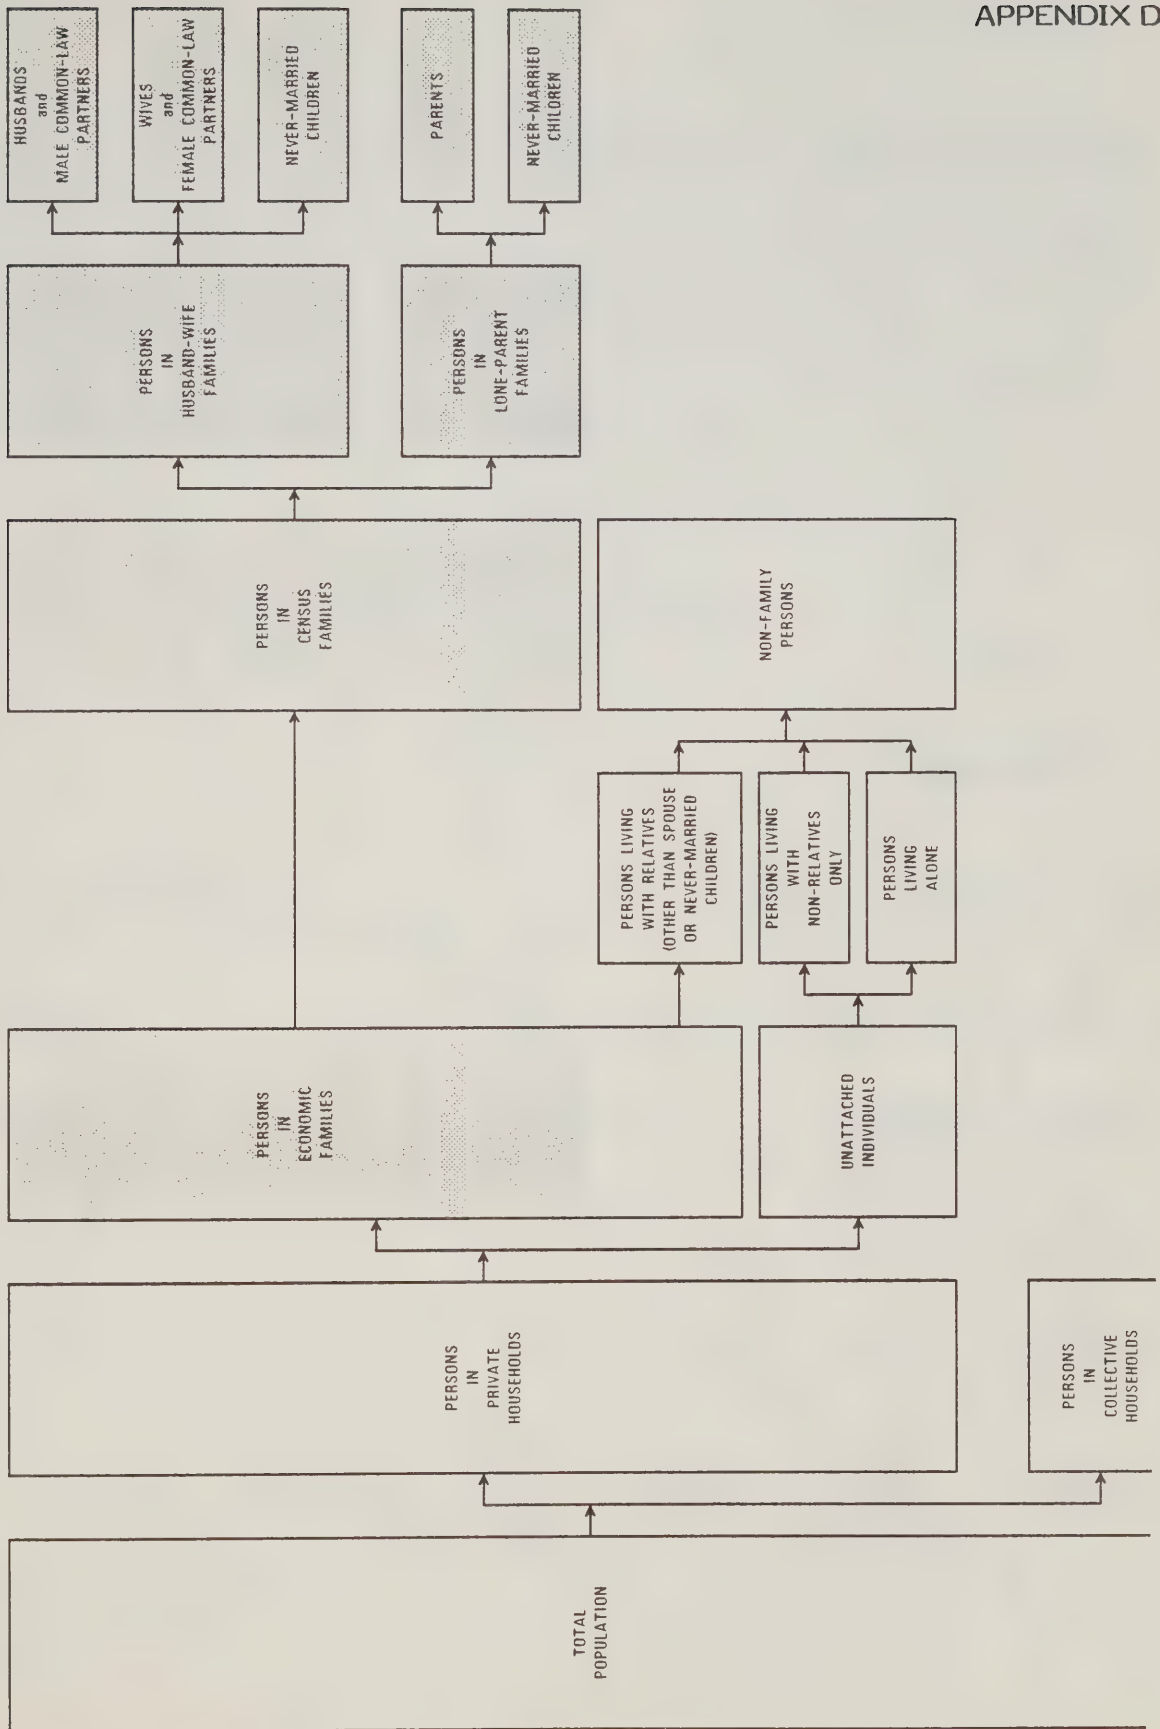 APPENDIX D
TOTAL
POPULATION
PERSONS
IN
PRIVATE
HOUSEHOLDS
PERSONS
IN
COLLECTIVE
HOUSEHOLDS
PERSONS
IN
ECONOMIC
FAMILIES
UNATTACHED
INDIVIDUALS
PERSONS LIVING
WITH RELATIVES
(OTHER THAN SPOUSE
OR NEVER-MARRIED
CHILDREN)
PERSONS LIVING
WITH
NON-RELATIVES
ONLY
PERSONS
LIVING
ALONE
PERSONS
IN
CENSUS
FAMILIES
NON-FAMILY
PERSONS
PERSONS
IN
HUSBAND-WIFE
FAMILIES
PERSONS
IN
LONE-PARENT
FAMILIES
HUSBANDS
and
MALE COMMON-LAW
PARTNERS
WIVES
and
FEMALE COMMON-LAW
PARTNERS
NEVER-MARRIED
CHILDREN
PARENTS
NEVER-MARRIED
CHILDREN